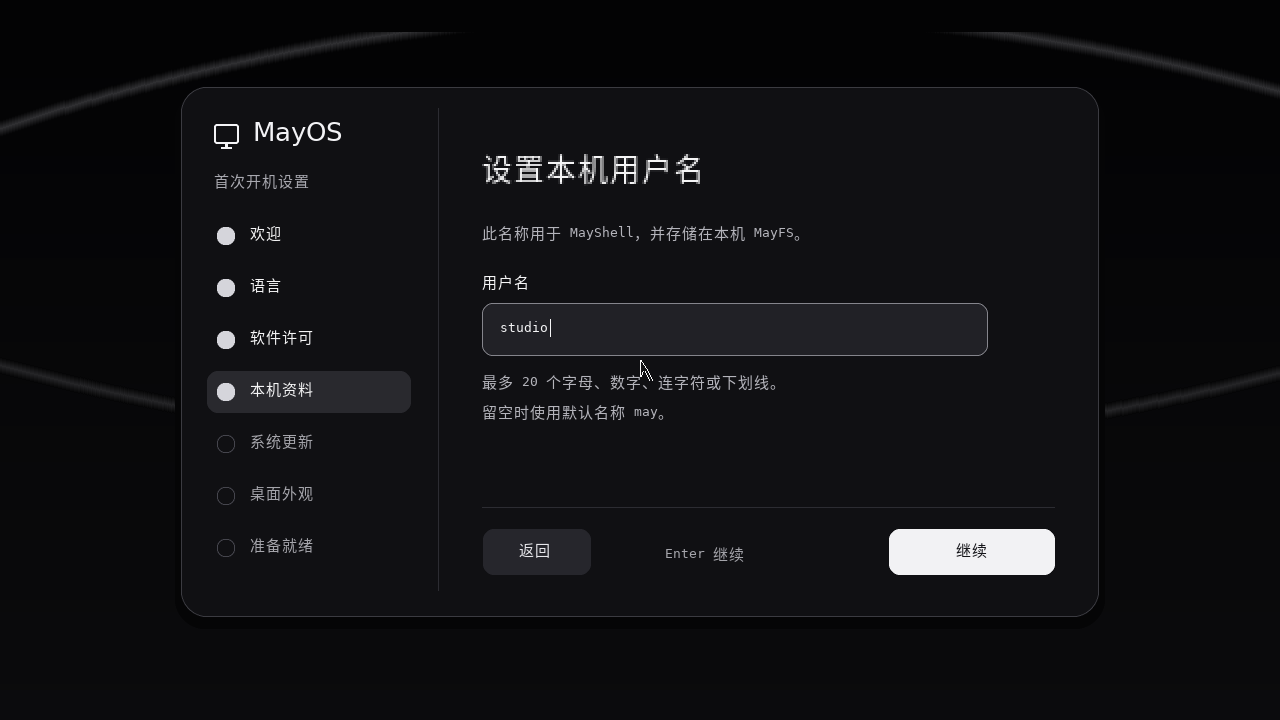 MayOS
首次开机设置
欢迎
语言
软件许可
本机资料
系统更新
桌面外观
准备就绪
设置本机用户名
此名称用于 MayShell，并存储在本机 MayFS。
用户名
studio
最多 20 个字母、数字、连字符或下划线。
留空时使用默认名称 may。
返回
Enter 继续
继续